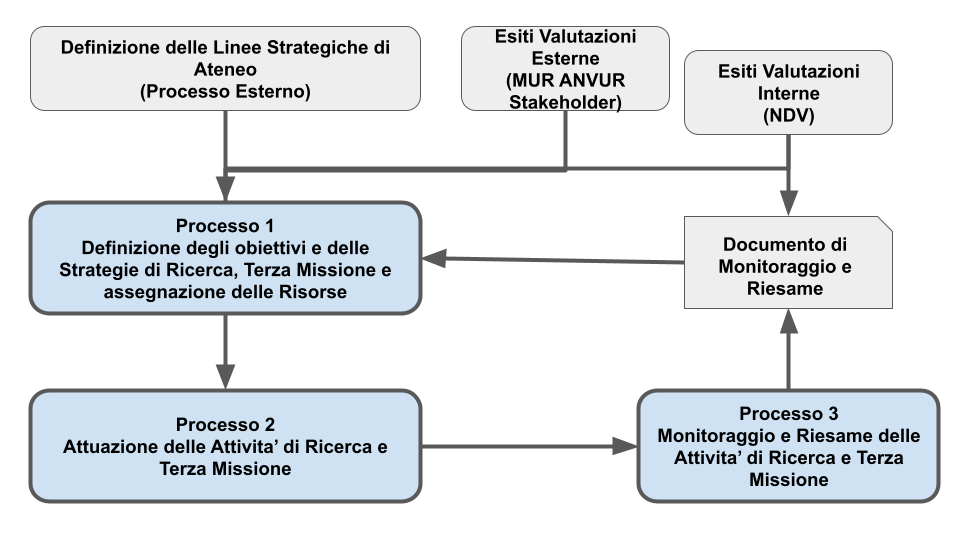 Definizione delle Linee Strategiche di
Ateneo
(Processo Esterno)
Esiti Valutazioni
Esterne
(MUR ANVUR
Stakeholder)
Esiti Valutazioni
Interne
(NDV)
Processo 1
Definizione degli obiettivi e delle
Strategie di Ricerca, Terza Missione e
assegnazione delle Risorse
Documento di
Monitoraggio e
Riesame
Processo 2
Attuazione delle Attivita’ di Ricerca e
Terza Missione
Processo 3
Monitoraggio e Riesame delle
Attivita’ di Ricerca e Terza
Missione